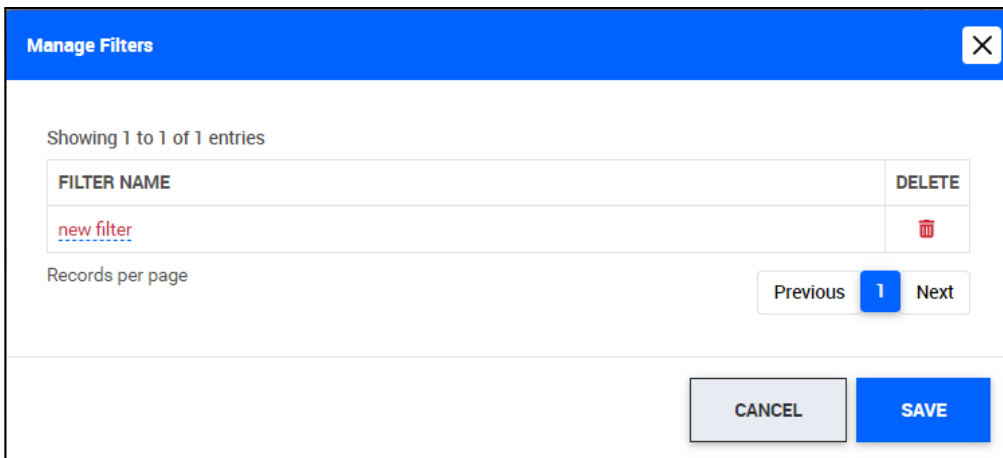 Manage Filters
Showing 1 to 1 of 1 entries
FILTER NAME DELETE
new filter
Records per page
Previous 1 Next
CANCEL SAVE